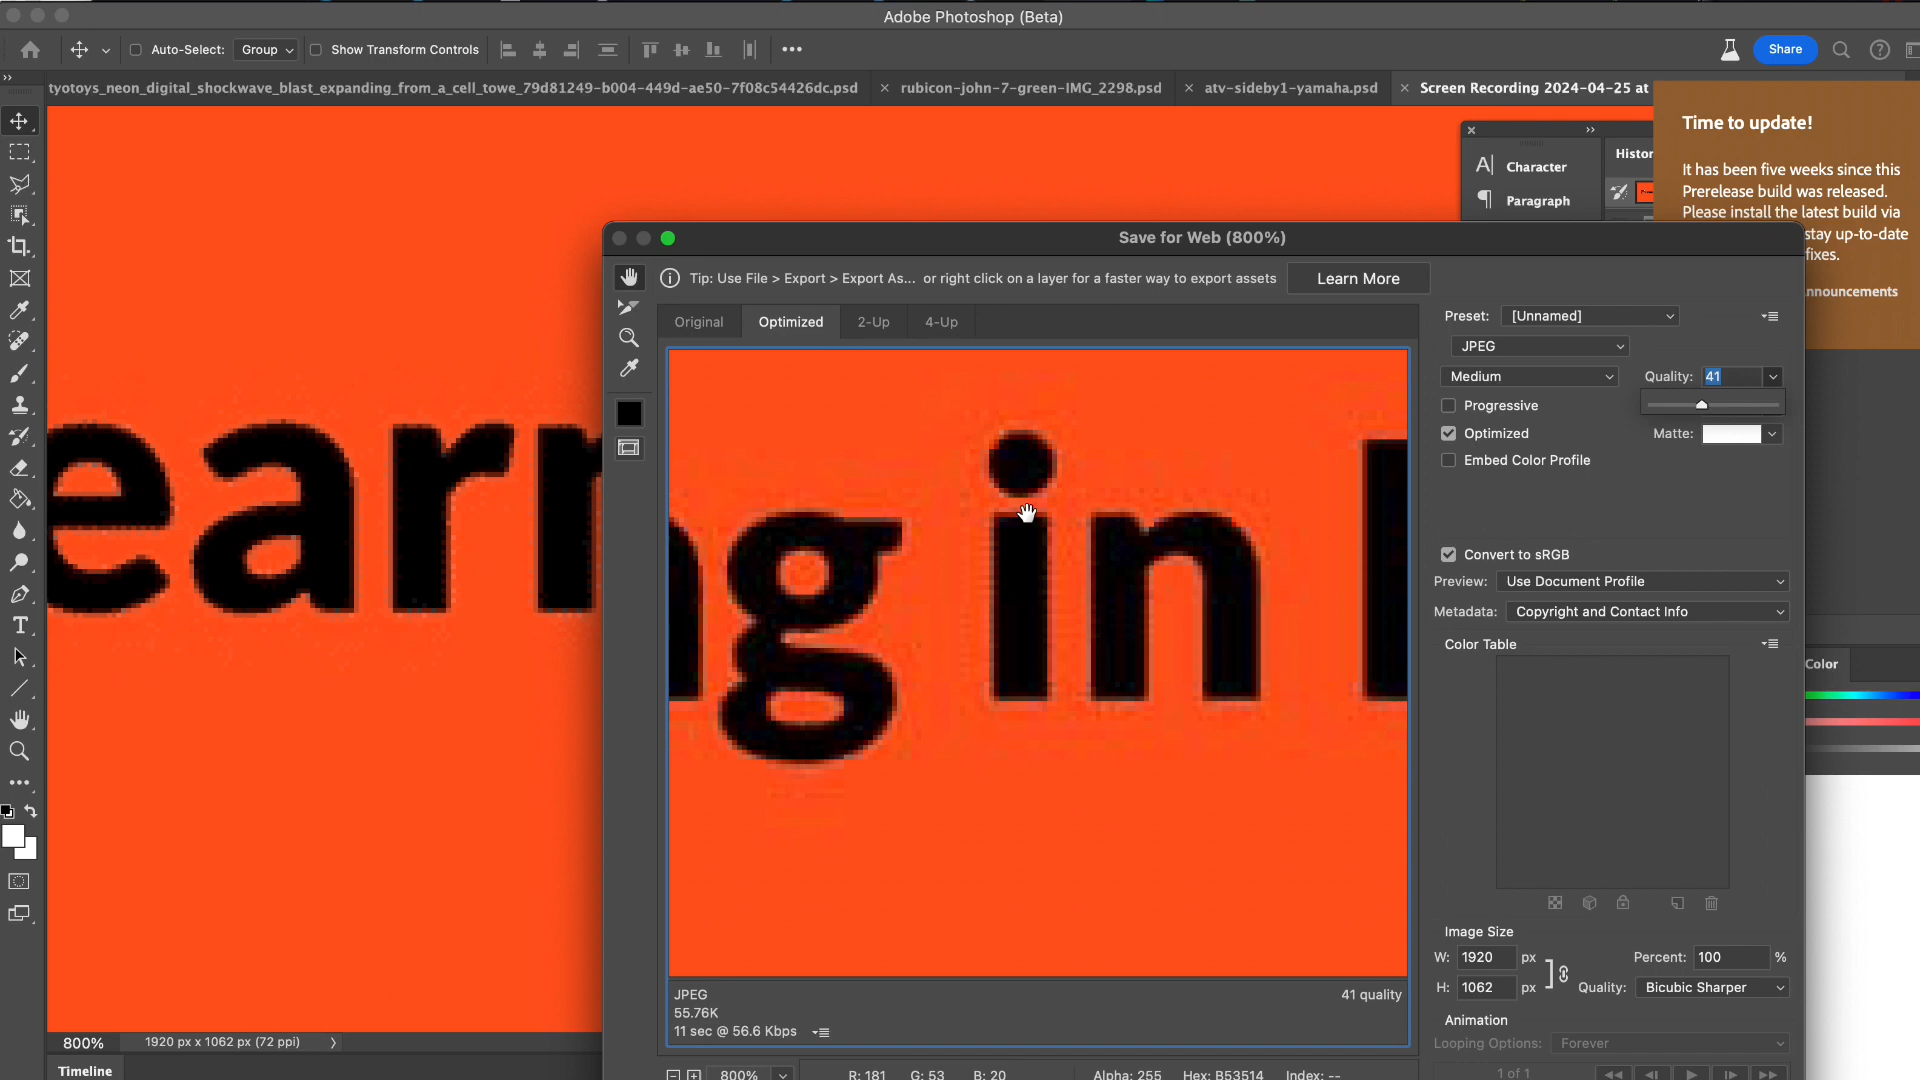 Adobe Photoshop (Beta)
Auto-Select: Group Show Transform Controls ••• Share
tyotoys_neon_digital_shockwave_blast_expanding_from_a_cell_towe_79d81249-b004-449d-ae50-7f08c54426dc.psd × rubicon-john-7-green-IMG_2298.psd × atv-sideby1-yamaha.psd × Screen Recording 2024-04-25 at
Time to update!
It has been five weeks since this
Prerelease build was released.
Please install the latest build via
stay up-to-date
fixes.
nnouncements
Character
Paragraph
Histor
earn
Save for Web (800%)
Tip: Use File > Export > Export As... or right click on a layer for a faster way to export assets Learn More
Original Optimized 2-Up 4-Up
g in
JPEG 41 quality
55.76K
11 sec @ 56.6 Kbps
800% R: 181 G: 53 B: 20 Alpha: 255 Hex: B53514 Index: --
Preset: [Unnamed]
JPEG
Medium Quality: 41
Progressive
Optimized Matte:
Embed Color Profile
Convert to sRGB
Preview: Use Document Profile
Metadata: Copyright and Contact Info
Color Table
Image Size
W: 1920 px Percent: 100 %
H: 1062 px Quality: Bicubic Sharper
Animation
Looping Options: Forever
1 of 1
Color
800% 1920 px x 1062 px (72 ppi)
Timeline